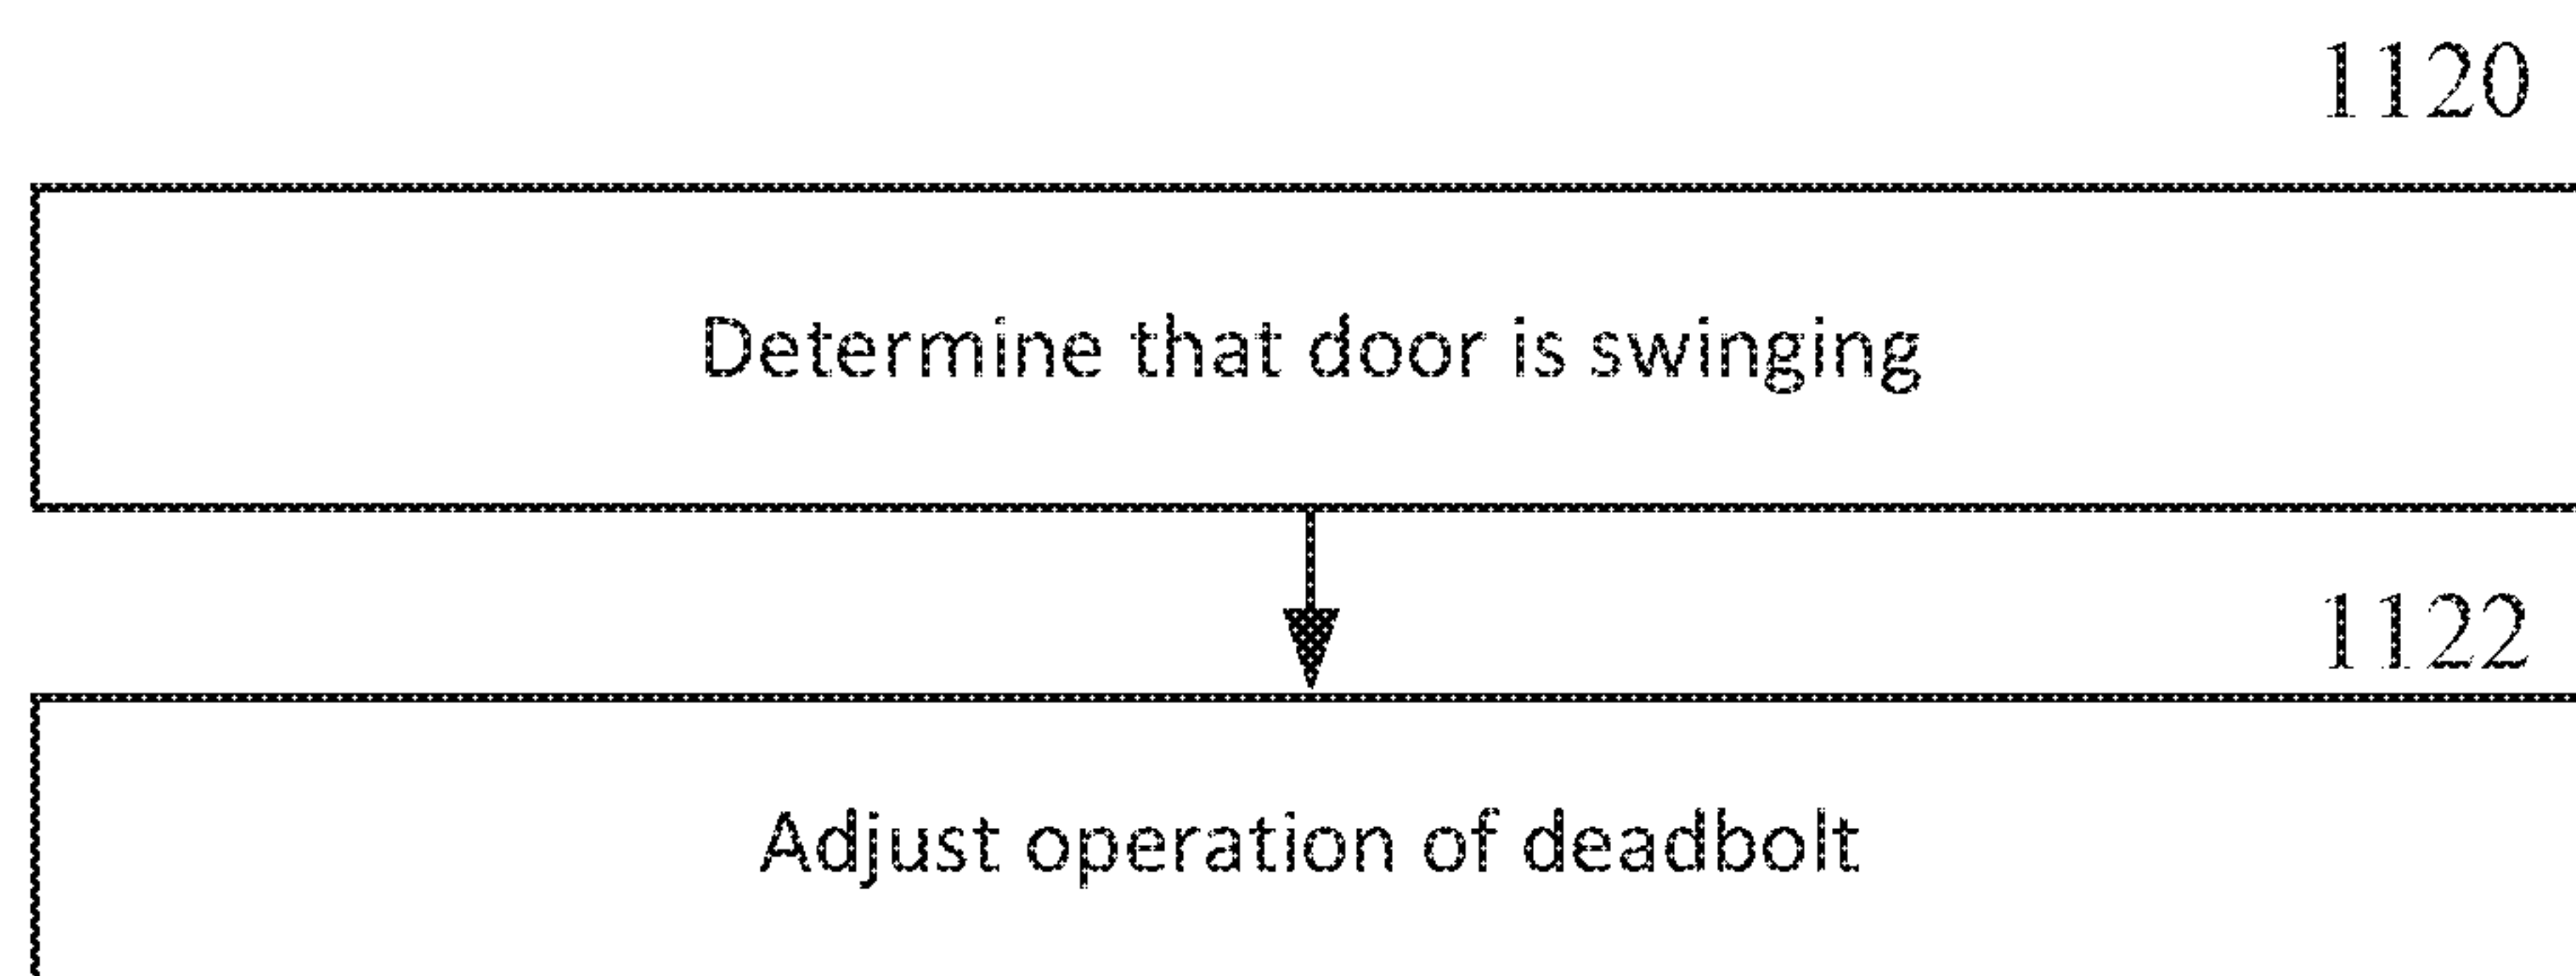 1120
Determine that door is swinging
1122
Adjust operation of deadbolt